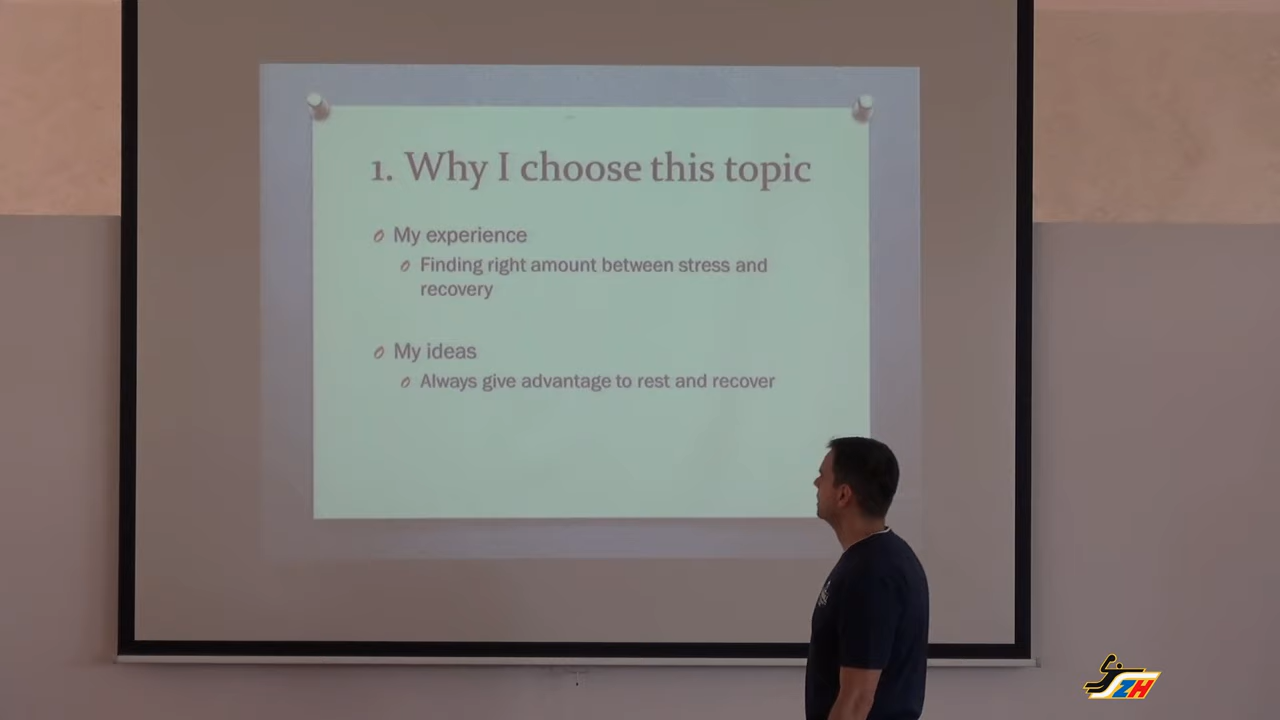 1. Why I choose this topic
My experience
Finding right amount between stress and
recovery
My ideas
Always give advantage to rest and recover
ZH